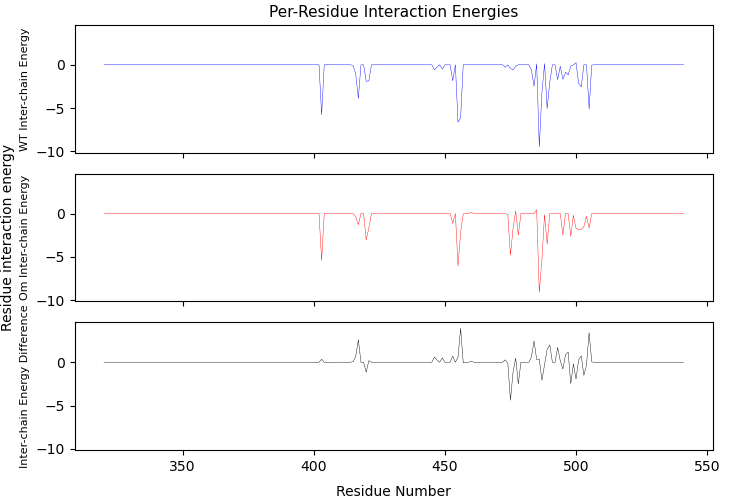 Per-Residue Interaction Energies
Residue interaction energy
WT Inter-chain Energy
0
−5
−10
Om Inter-chain Energy
0
−5
−10
Inter-chain Energy Difference
0
−5
−10
350
400
450
500
550
Residue Number